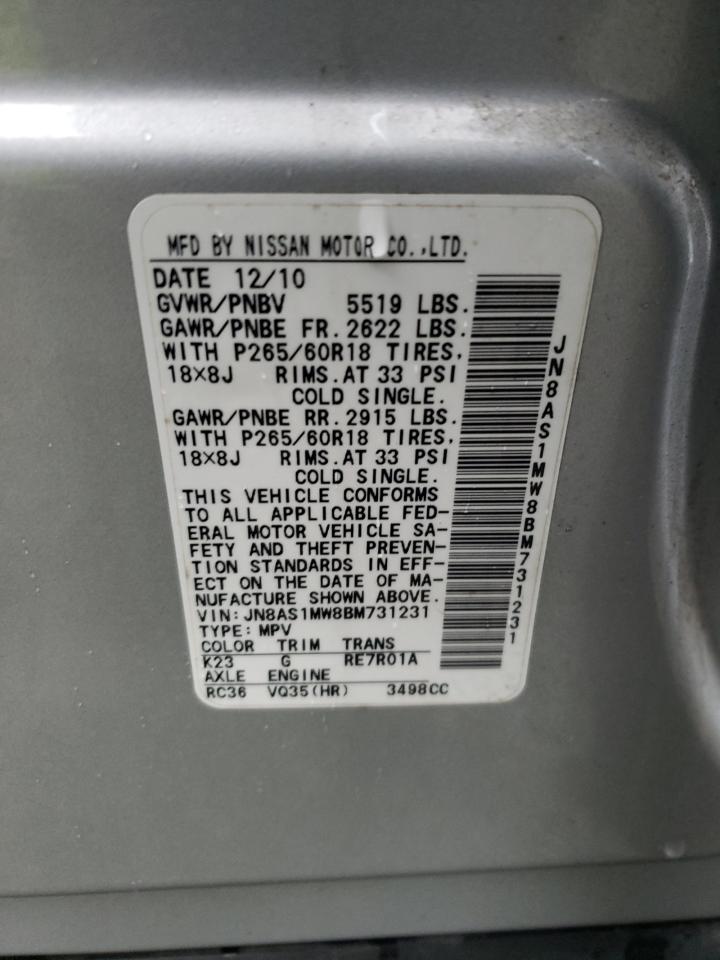 MFD BY NISSAN MOTOR CO.,LTD.
DATE 12/10
GVWR/PNBV 5519 LBS.
GAWR/PNBE FR.2622 LBS.
WITH P265/60R18 TIRES,
18×8J RIMS.AT 33 PSI
COLD SINGLE.
GAWR/PNBE RR.2915 LBS.
WITH P265/60R18 TIRES,
18×8J RIMS.AT 33 PSI
COLD SINGLE.
THIS VEHICLE CONFORMS
TO ALL APPLICABLE FED-
ERAL MOTOR VEHICLE SA-
FETY AND THEFT PREVEN-
TION STANDARDS IN EFF-
ECT ON THE DATE OF MA-
NUFACTURE SHOWN ABOVE.
VIN:JN8AS1MW8BM731231
TYPE:MPV
COLOR TRIM TRANS
K23 G RE7R01A
AXLE ENGINE
RC36 VQ35(HR) 3498CC
JN8AS1MW8BM731231